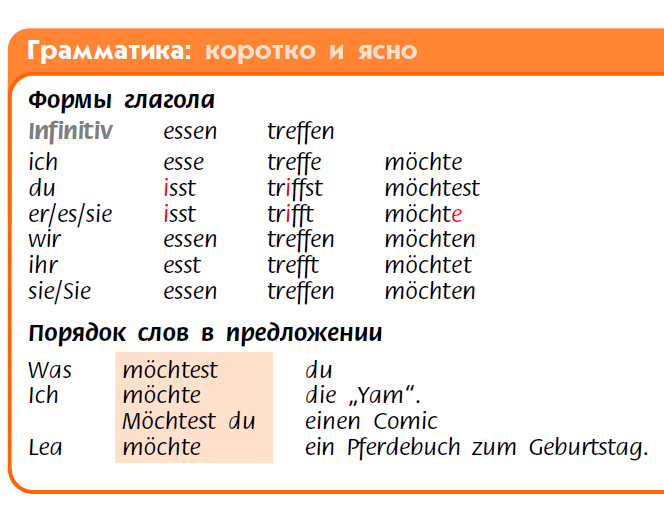 Грамматика: коротко и ясно
Формы глагола
Infinitiv essen treffen
ich esse treffe möchte
du isst triffst möchtest
er/es/sie isst trifft möchte
wir essen treffen möchten
ihr esst trefft möchtet
sie/Sie essen treffen möchten
Порядок слов в предложении
Was möchtest du
Ich möchte die „Yam“.
Möchtest du einen Comic
Lea möchte ein Pferdebuch zum Geburtstag.